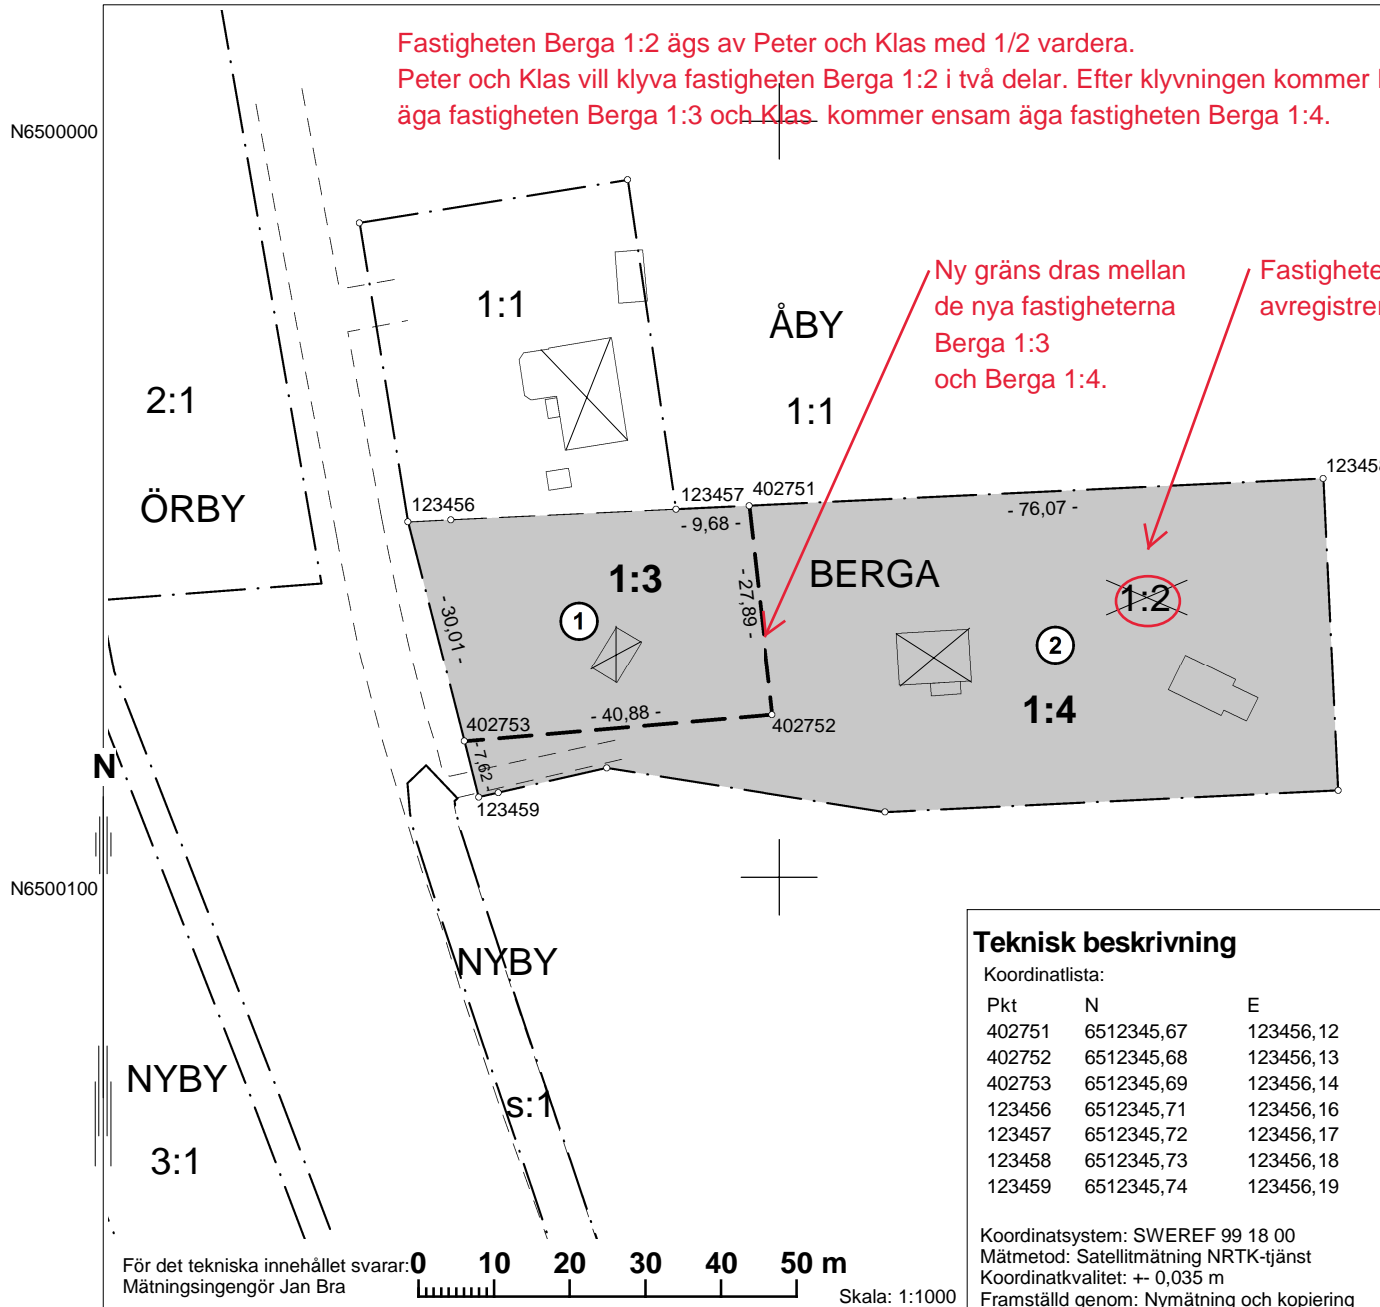 Fastigheten Berga 1:2 ägs av Peter och Klas med 1/2 vardera.
Peter och Klas vill klyva fastigheten Berga 1:2 i två delar. Efter klyvningen kommer
äga fastigheten Berga 1:3 och Klas kommer ensam äga fastigheten Berga 1:4.
N6500000
Ny gräns dras mellan
de nya fastigheterna
Berga 1:3
och Berga 1:4.
Fastighete
avregistrer
1:1
ÅBY
1:1
2:1
ÖRBY
123456
123457
402751
123458
- 9,68 -
- 76,07 -
1:3
BERGA
- 27,89 -
- 30,01 -
1
1:2
2
1:4
- 40,88 -
402753
402752
- 7,62 -
123459
N
N6500100
NYBY
s:1
NYBY
3:1
Teknisk beskrivning
Koordinatlista:
Pkt N E
402751 6512345,67 123456,12
402752 6512345,68 123456,13
402753 6512345,69 123456,14
123456 6512345,71 123456,16
123457 6512345,72 123456,17
123458 6512345,73 123456,18
123459 6512345,74 123456,19
Koordinatsystem: SWEREF 99 18 00
Mätmetod: Satellitmätning NRTK-tjänst
Koordinatkvalitet: +- 0,035 m
Framställd genom: Nymätning och kopiering
För det tekniska innehållet svarar:
Mätningsingengör Jan Bra
0 10 20 30 40 50 m
Skala: 1:1000